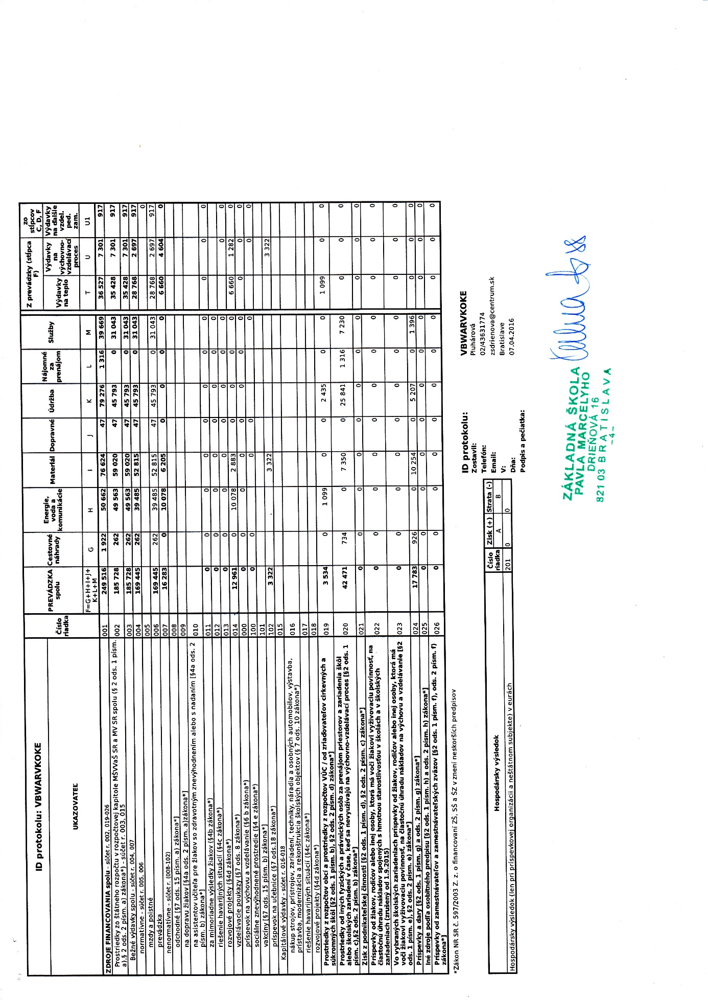 ID protokolu: VBWARVKOKE
UKAZOVATEĽ
Číslo riadka
PREVÁDZKA spolu
Cestovné náhrady
Energie, voda a komunikácie
Materiál
Dopravné
Údržba
Nájomné za prenájom
Služby
Z prevádzky (stĺpca F)
Výdavky na teplo
Výdavky na výchovno-vzdelávací proces
zo stĺpcov C, D, F
Výdavky na ďalšie vzdel. ped. zam.
F=G+H+I+J+K+L+M G H I J K L M T U U1
ZDROJE FINANCOVANIA spolu - súčet r. 002, 019-026 001 249 516 1 922 50 662 76 624 47 79 276 1 316 39 669 36 527 7 301 917
Prostriedky zo štátneho rozpočtu v rozpočtovej kapitole MŠVVaŠ SR a MV SR spolu (§ 2 ods. 1 písm.
a),§ 2 ods. 2 písm. a) zákona*) - súčet r. 003, 015 002 185 728 262 49 563 59 020 47 45 793 0 31 043 35 428 7 301 917
Bežné výdavky spolu - súčet r. 004, 007 003 185 728 262 49 563 59 020 47 45 793 0 31 043 35 428 7 301 917
normatívne - súčet r. 005, 006 004 169 445 262 39 485 52 815 47 45 793 0 31 043 28 768 2 697 917
mzdy a poistné 005 0
prevádzka 006 169 445 262 39 485 52 815 47 45 793 0 31 043 28 768 2 697 917
nenormatívne - súčet r. (008-102) 007 16 283 0 10 078 6 205 0 0 0 0 6 660 4 604 0
odchodné [§7 ods. 15 písm. a) zákona*] 008
na dopravu žiakov [§4a ods. 2 písm. a)zákona*] 009
na asistentov učiteľa pre žiakov so zdravotným znevýhodnením alebo s nadaním [§4a ods. 2
písm. b) zákona*] 010
za mimoriadne výsledky žiakov (§4b zákona*) 011 0 0 0 0 0 0 0 0 0 0 0
riešenie havarijných situácií (§4c zákona*) 012 0 0 0 0 0 0 0 0
rozvojové projekty (§4d zákona*) 013 0 0 0 0 0 0 0 0 0 0 0
vzdelávacie poukazy (§7 ods. 8 zákona*) 014 12 961 0 10 078 2 883 0 0 0 0 6 660 1 282 0
príspevok na výchovu a vzdelávanie (§6 b zákona*) 000 0 0 0 0 0 0 0 0 0 0 0
sociálne znevýhodnené prostredie (§4 e zákona*) 100 0 0 0 0 0 0 0
vakcíny [§7 ods. 15 písm. b) zákona*] 101
príspevok na učebnice (§7 ods.18 zákona*) 102 3 322 3 322 3 322
Kapitálové výdavky - súčet r. 016-018 015
nákup strojov, prístrojov, zariadení, techniky, náradia a osobných automobilov, výstavba,
prístavba, modernizácia a rekonštrukcia školských objektov (§ 7 ods. 10 zákona*) 016
riešenie havarijných situácií (§4c zákona*) 017
rozvojové projekty (§4d zákona*) 018
Prostriedky z rozpočtov obcí a prostriedky z rozpočtov VÚC / od zriaďovateľov cirkevných a
súkromných škôl [§2 ods. 1 písm. b), §2 ods. 2 písm. d) zákona*] 019 3 534 0 1 099 0 0 2 435 0 0 1 099 0 0
Prostriedky od iných fyzických a právnických osôb za prenájom priestorov a zariadenia škôl
alebo školských zariadení v čase, keď sa nevyužívajú na výchovno-vzdelávací proces [§2 ods. 1
písm. c),§2 ods. 2 písm. b) zákona*] 020 42 471 734 0 7 350 0 25 841 1 316 7 230 0 0 0
Zisk z podnikateľskej činnosti [§2 ods. 1 písm. d), §2 ods. 2 písm. c) zákona*] 021 0 0 0 0 0 0 0 0 0 0 0
Príspevky od žiakov, rodičov alebo inej osoby, ktorá má voči žiakovi vyživovaciu povinnosť, na
čiastočnú úhradu nákladov spojených s hmotnou starostlivosťou v školách a v školských
zariadeniach (zrušený od 1.9.2015) 022 0 0 0 0 0 0 0 0 0 0 0
Vo vybraných školských zariadeniach príspevky od žiakov, rodičov alebo inej osoby, ktorá má
voči žiakovi vyživovaciu povinnosť, na čiastočnú úhradu nákladov na výchovu a vzdelávanie [§2
ods. 1 písm. e), §2 ods. 2 písm. e) zákona*] 023 0 0 0 0 0 0 0 0 0 0 0
Príspevky a dary [§2 ods. 1 písm. g) a ods. 2 písm. g) zákona*] 024 17 783 926 0 10 254 0 5 207 0 1 396 0 0 0
Iné zdroje podľa osobitného predpisu [§2 ods. 1 písm. h) a ods. 2 písm. h) zákona*] 025 0 0 0 0 0 0 0 0 0 0 0
Príspevky od zamestnávateľov a zamestnávateľských zväzov [§2 ods. 1 písm. f), ods. 2 písm. f)
zákona*] 026 0 0 0 0 0 0 0 0 0 0 0
*Zákon NR SR č. 597/2003 Z. z. o financovaní ZŠ, SŠ a ŠZ v znení neskorších predpisov
Hospodársky výsledok Číslo riadka Zisk (+) Strata (-)
A B
Hospodársky výsledok (len pri príspevkovej organizácii a neštátnom subjekte) v eurách 201 0 0
ID protokolu: VBWARVKOKE
Zostavil: Pluhárová
Telefón: 02/43631774
Email: zsdrienova@centrum.sk
V: Bratislave
Dňa: 07.04.2016
Podpis a pečiatka:
ZÁKLADNÁ ŠKOLA
PAVLA MARCELYHO
DRIEŇOVÁ 16
821 03 BRATISLAVA
-4-